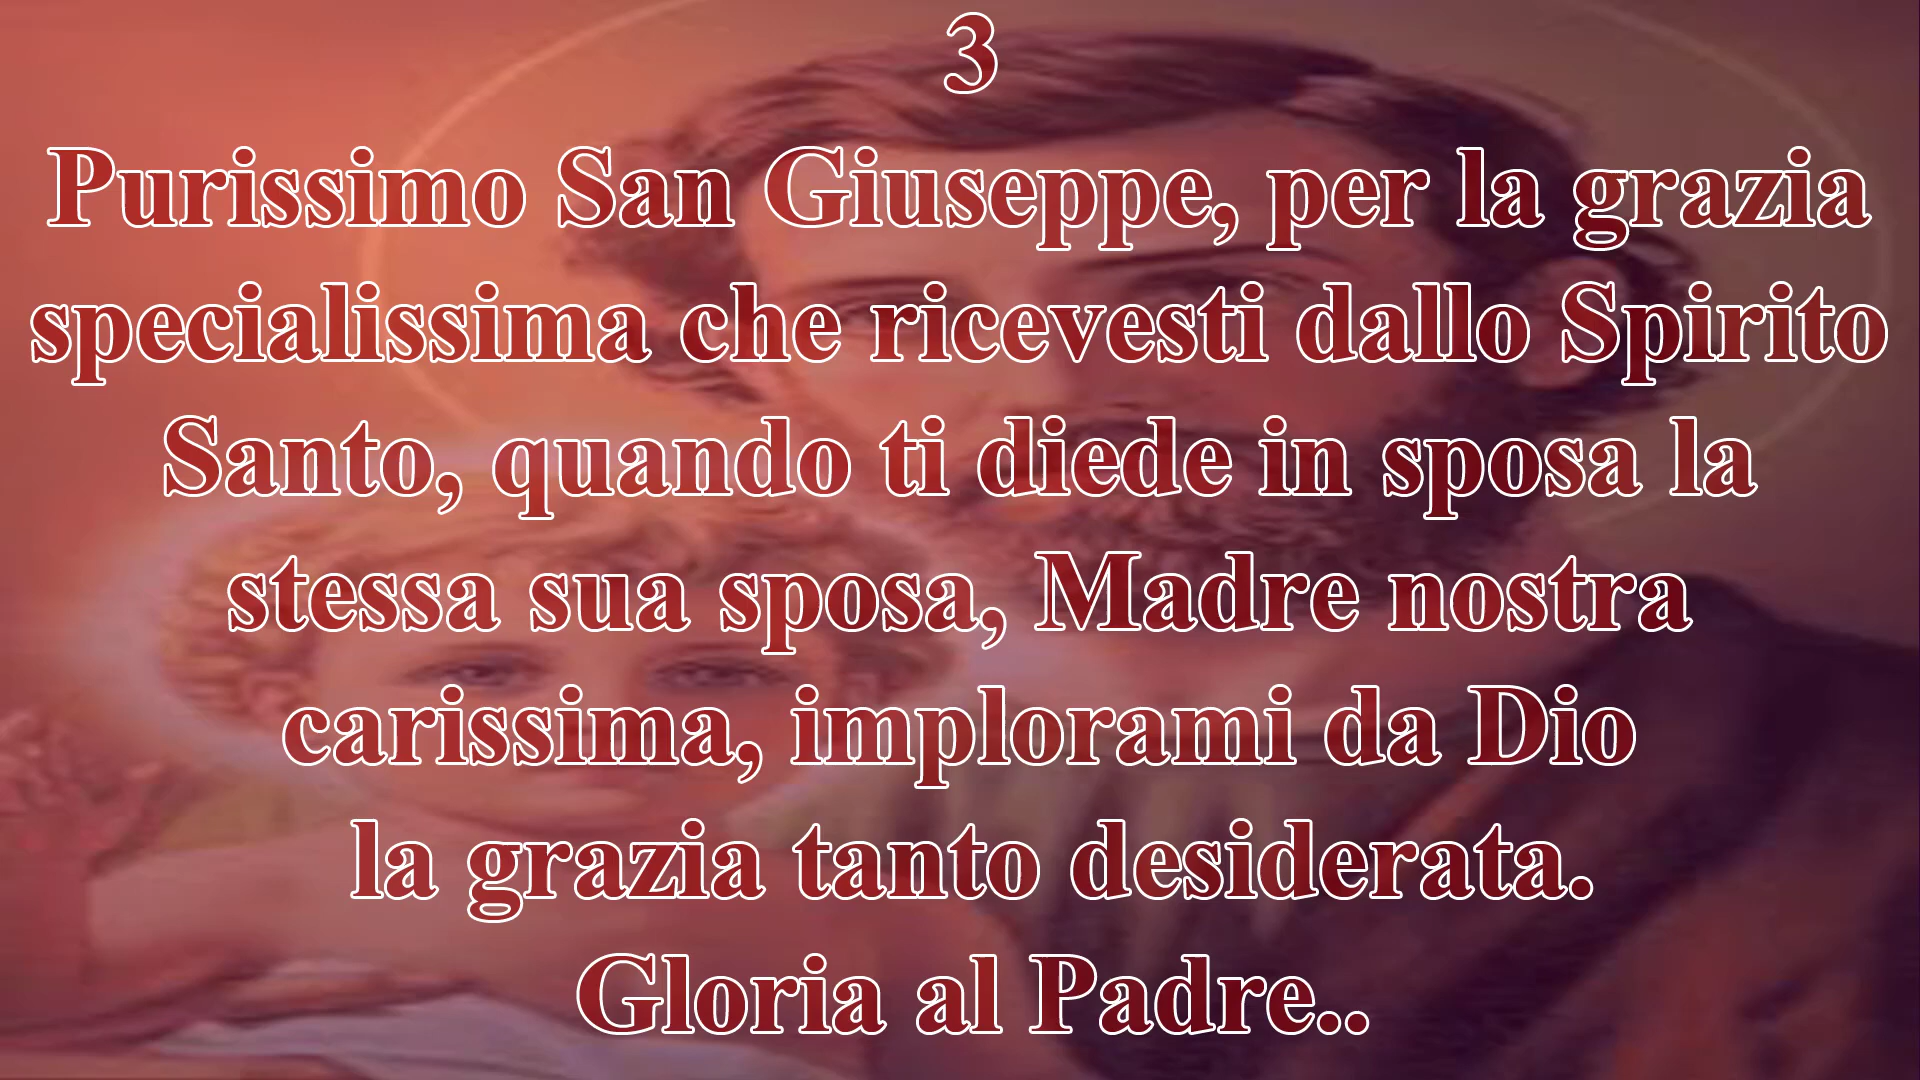 3
Purissimo San Giuseppe, per la grazia
specialissima che ricevesti dallo Spirito
Santo, quando ti diede in sposa la
stessa sua sposa, Madre nostra
carissima, implorami da Dio
la grazia tanto desiderata.
Gloria al Padre..